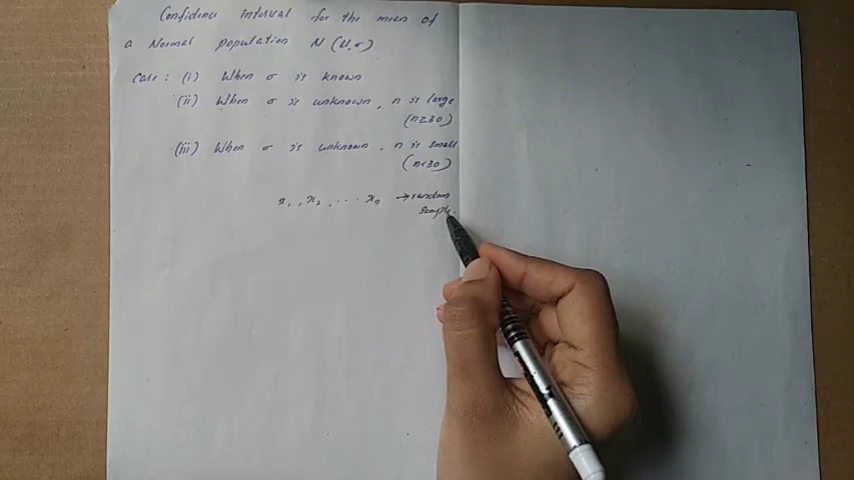 Confidence interval for the mean of
a Normal population N (μ,σ)
Case : (i) When σ is known
(ii) When σ is unknown, n is large
(n≥30)
(iii) When σ is unknown, n is small
(n<30)
x₁, x₂, ... xₙ → random
sample.